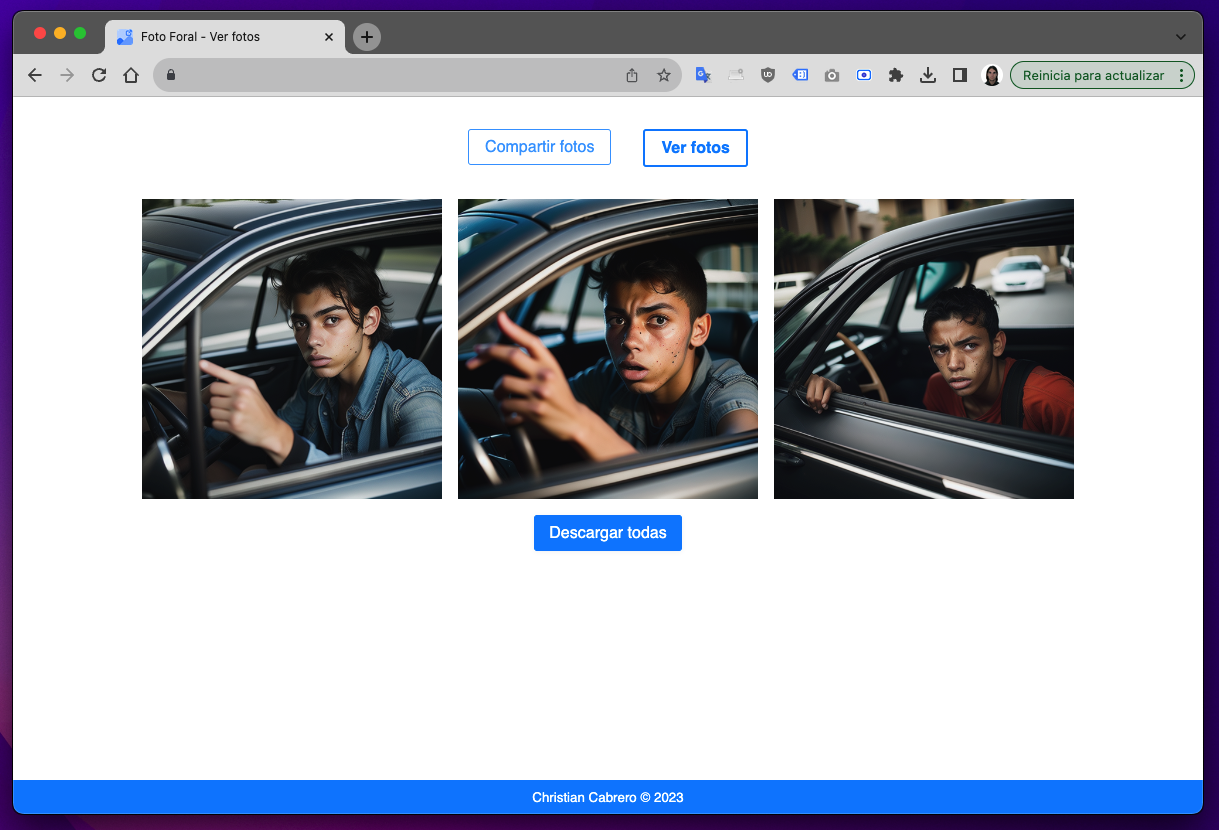 Foto Foral - Ver fotos
Reinicia para actualizar
Compartir fotos
Ver fotos
Descargar todas
Christian Cabrero © 2023